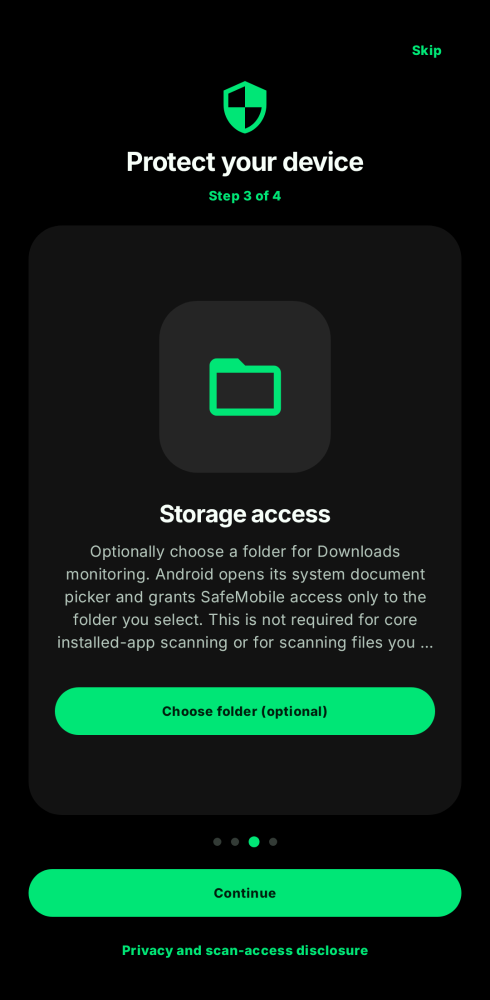 Skip
Protect your device
Step 3 of 4
Storage access
Optionally choose a folder for Downloads
monitoring. Android opens its system document
picker and grants SafeMobile access only to the
folder you select. This is not required for core
installed-app scanning or for scanning files you ...
Choose folder (optional)
Continue
Privacy and scan-access disclosure